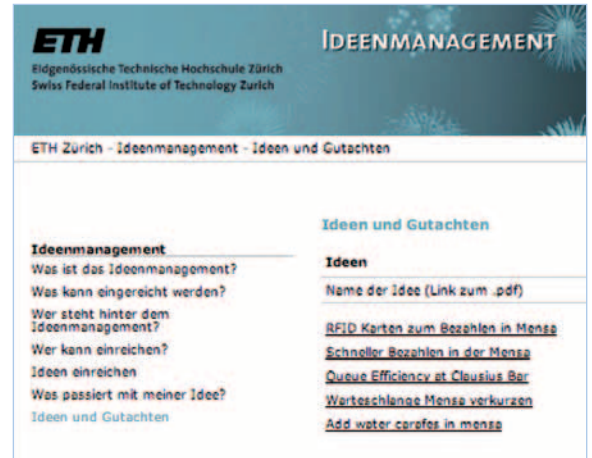 ETH
Eidgenössische Technische Hochschule Zürich
Swiss Federal Institute of Technology Zurich
IDEENMANAGEMENT
ETH Zürich - Ideenmanagement - Ideen und Gutachten
Ideenmanagement
Was ist das Ideenmanagement?
Was kann eingereicht werden?
Wer steht hinter dem
Ideenmanagement?
Wer kann einreichen?
Ideen einreichen
Was passiert mit meiner Idee?
Ideen und Gutachten
Ideen und Gutachten
Ideen
Name der Idee (Link zum .pdf)
RFID Karten zum Bezahlen in Mensa
Schneller Bezahlen in der Mensa
Queue Efficiency at Clausius Bar
Warteschlange Mensa verkurzen
Add water carafes in mensa